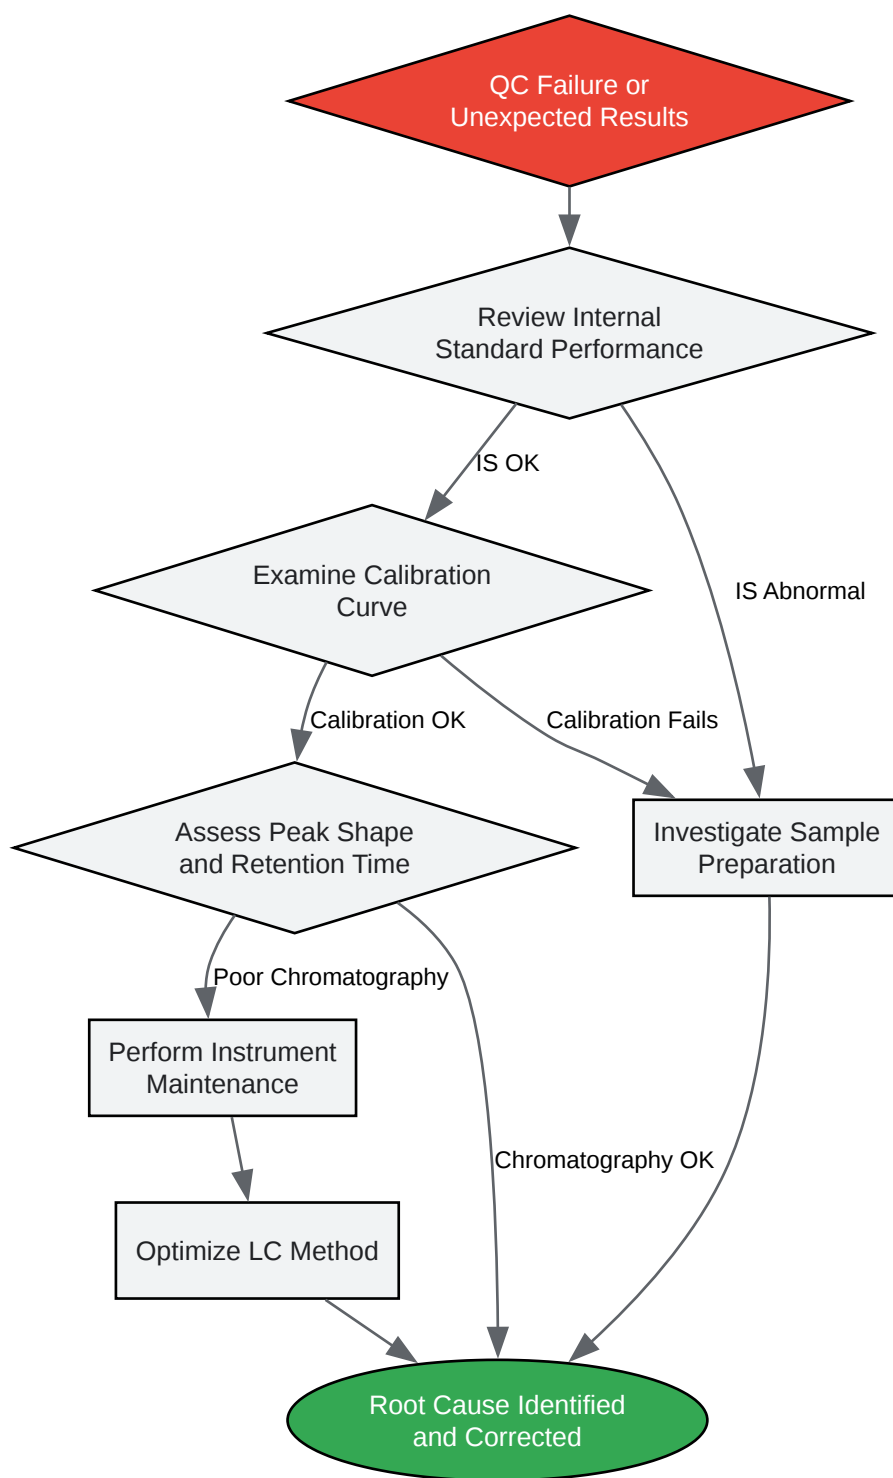 QC Failure or
Unexpected Results
Review Internal
Standard Performance
IS OK
Examine Calibration
Curve
IS Abnormal
Calibration OK
Calibration Fails
Assess Peak Shape
and Retention Time
Investigate Sample
Preparation
Poor Chromatography
Perform Instrument
Maintenance
Chromatography OK
Optimize LC Method
Root Cause Identified
and Corrected